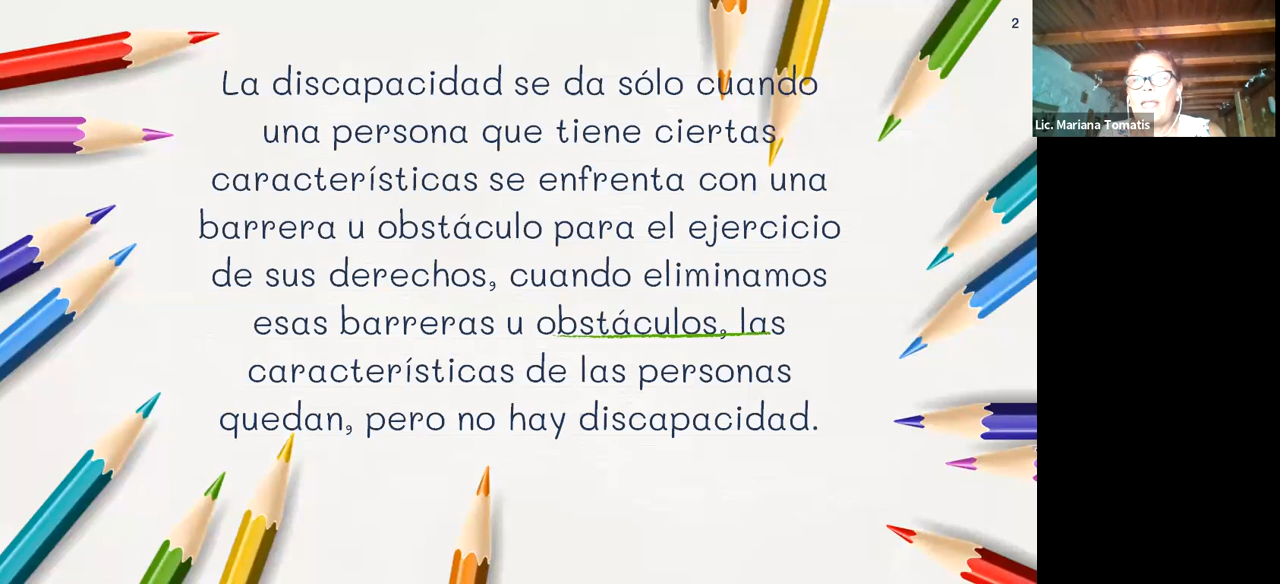 2
La discapacidad se da sólo cuando
una persona que tiene ciertas
características se enfrenta con una
barrera u obstáculo para el ejercicio
de sus derechos, cuando eliminamos
esas barreras u obstáculos, las
características de las personas
quedan, pero no hay discapacidad.
Lic. Mariana Tomatis